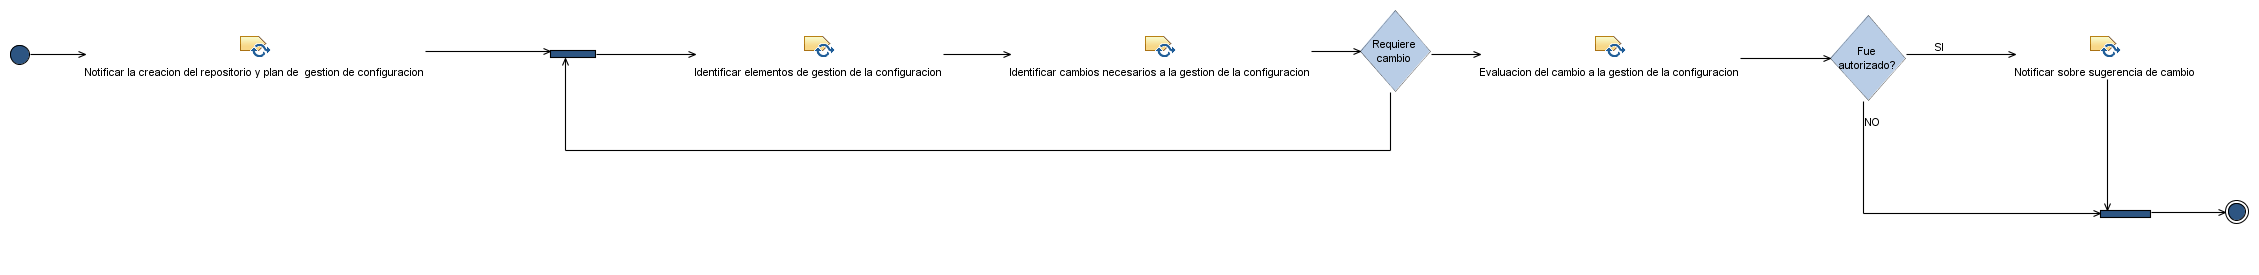 Notificar la creacion del repositorio y plan de  gestion de configuracion
Identificar elementos de gestion de la configuracion
Identificar cambios necesarios a la gestion de la configuracion
Requiere
cambio
Evaluacion del cambio a la gestion de la configuracion
Fue
autorizado?
SI
NO
Notificar sobre sugerencia de cambio